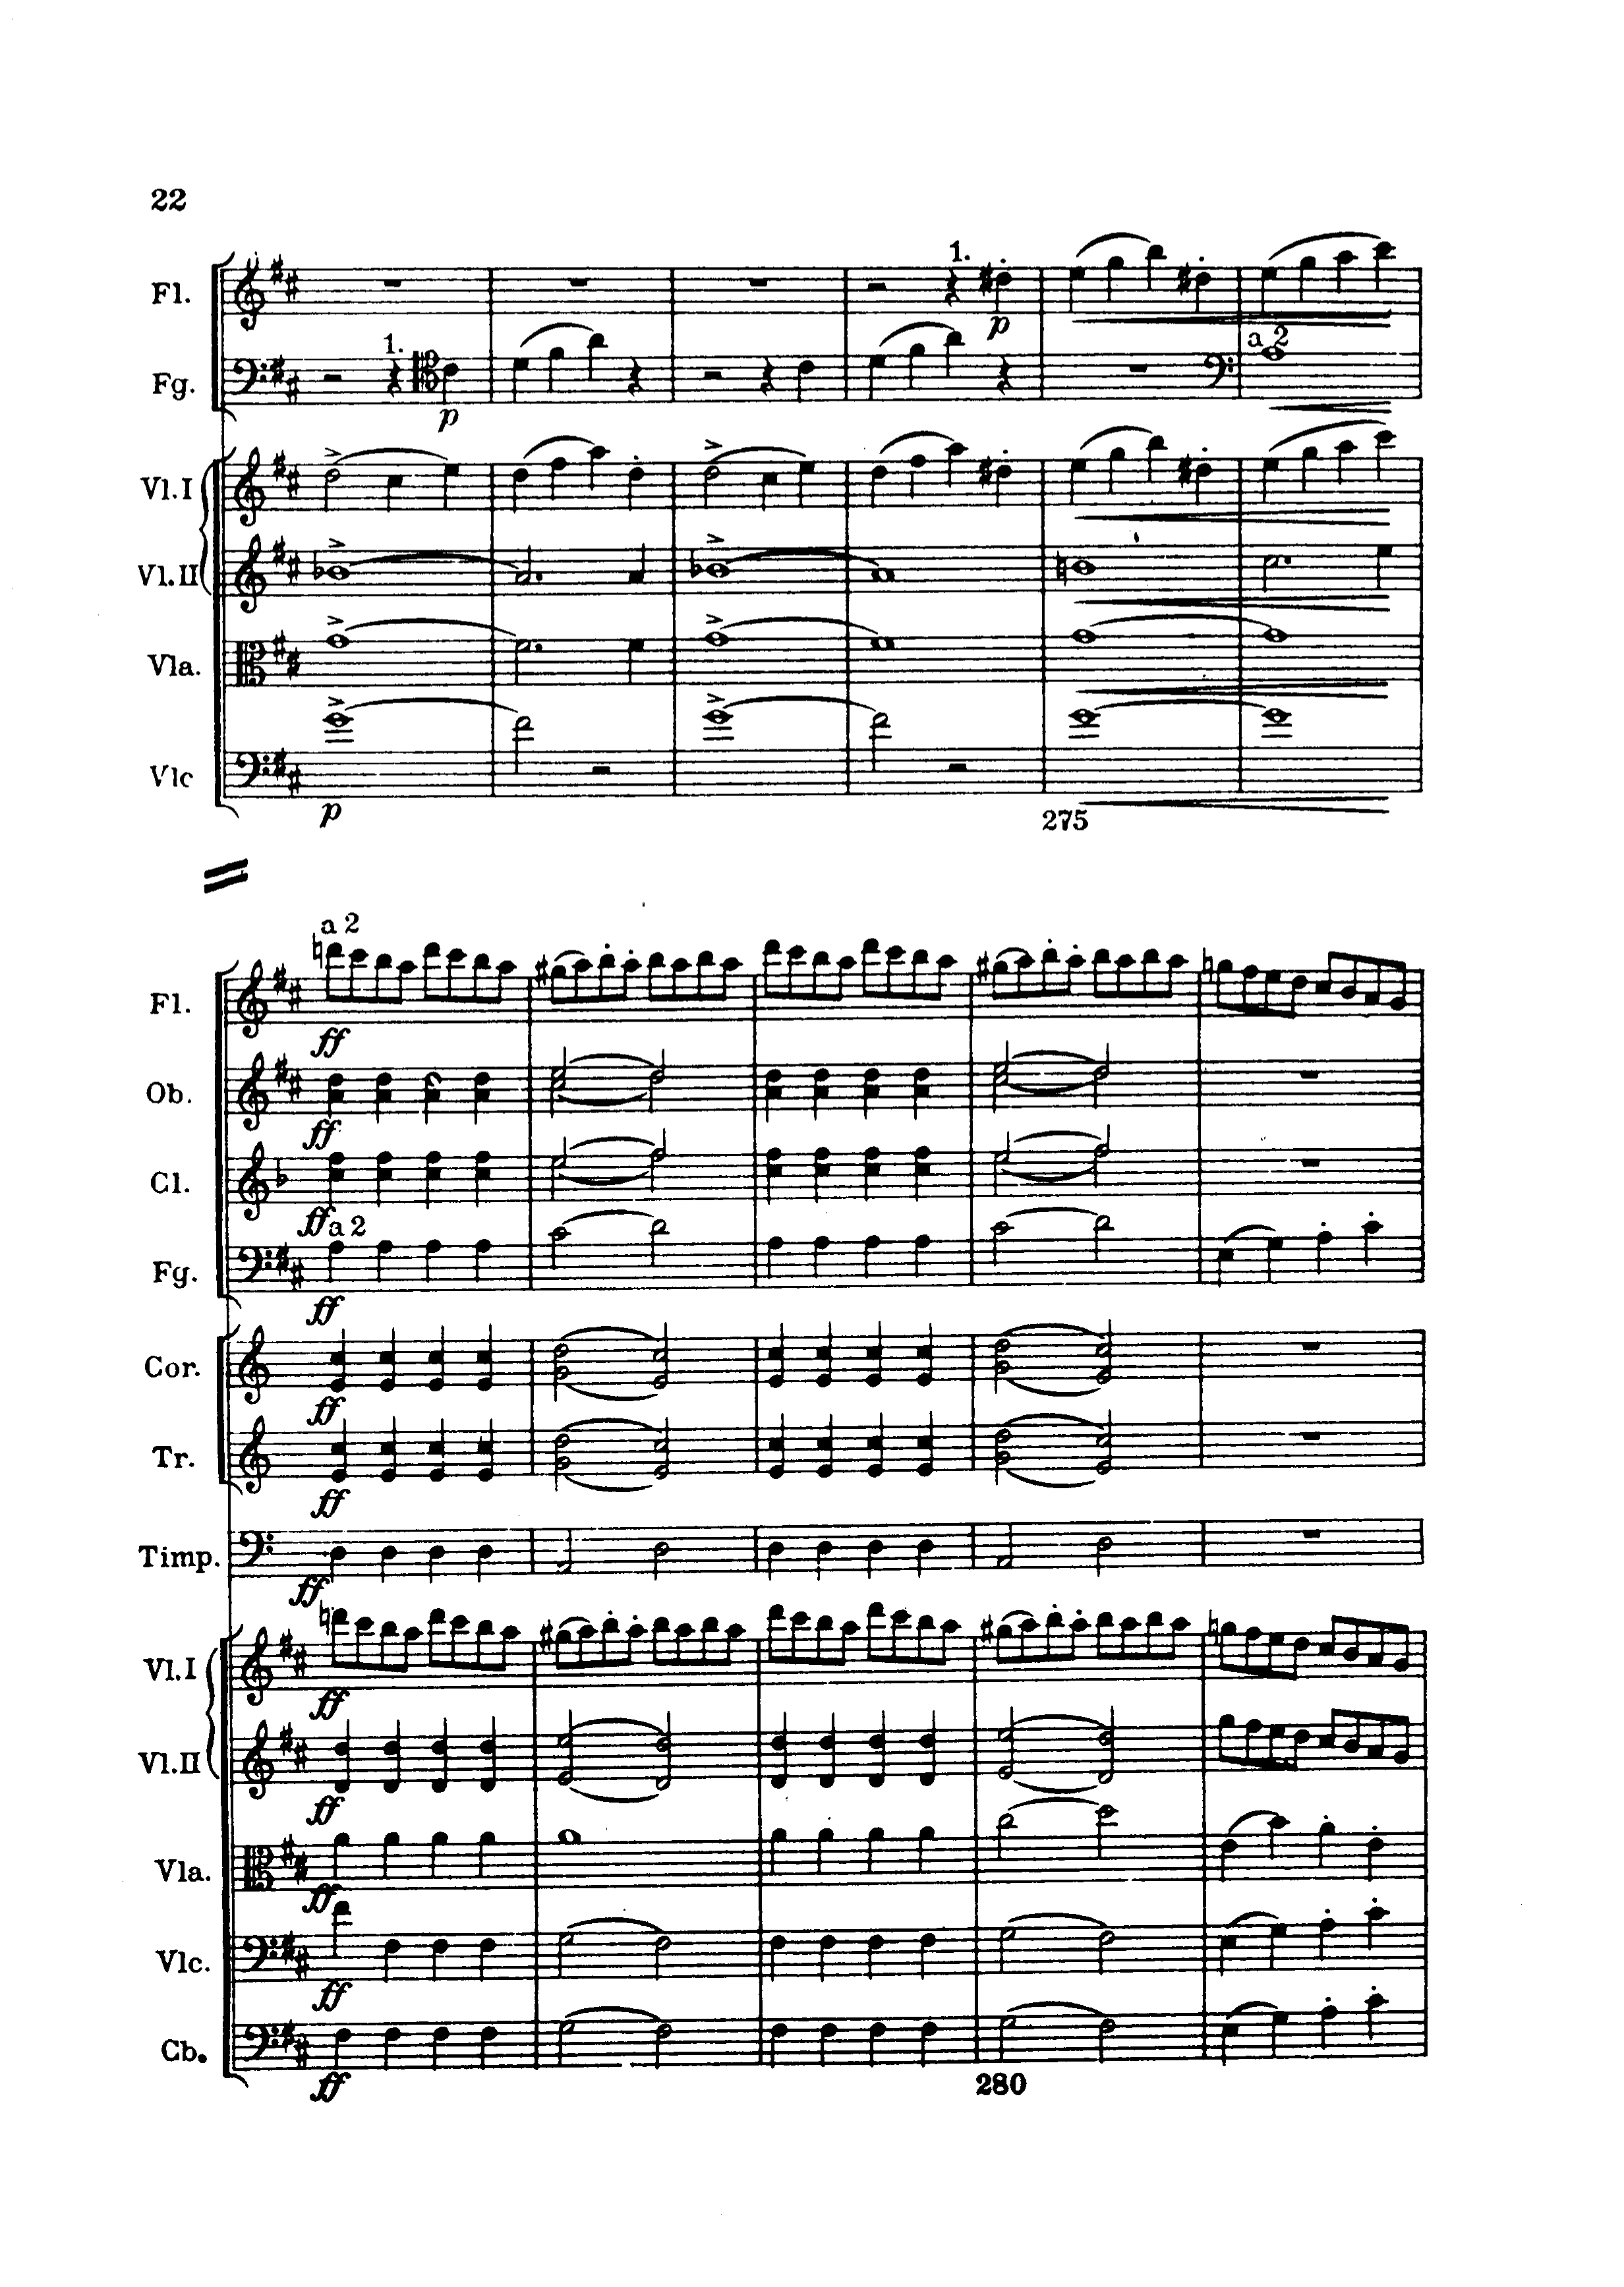 22
Fl.
1.
p
Fg.
1.
p
a 2
Vl. I
Vl. II
Vla.
Vlc
p
275
a 2
Fl.
ff
Ob.
ff
Cl.
ff
a 2
Fg.
ff
Cor.
ff
Tr.
ff
Timp.
ff
Vl. I
ff
Vl. II
ff
Vla.
ff
Vlc.
ff
Cb.
ff
280